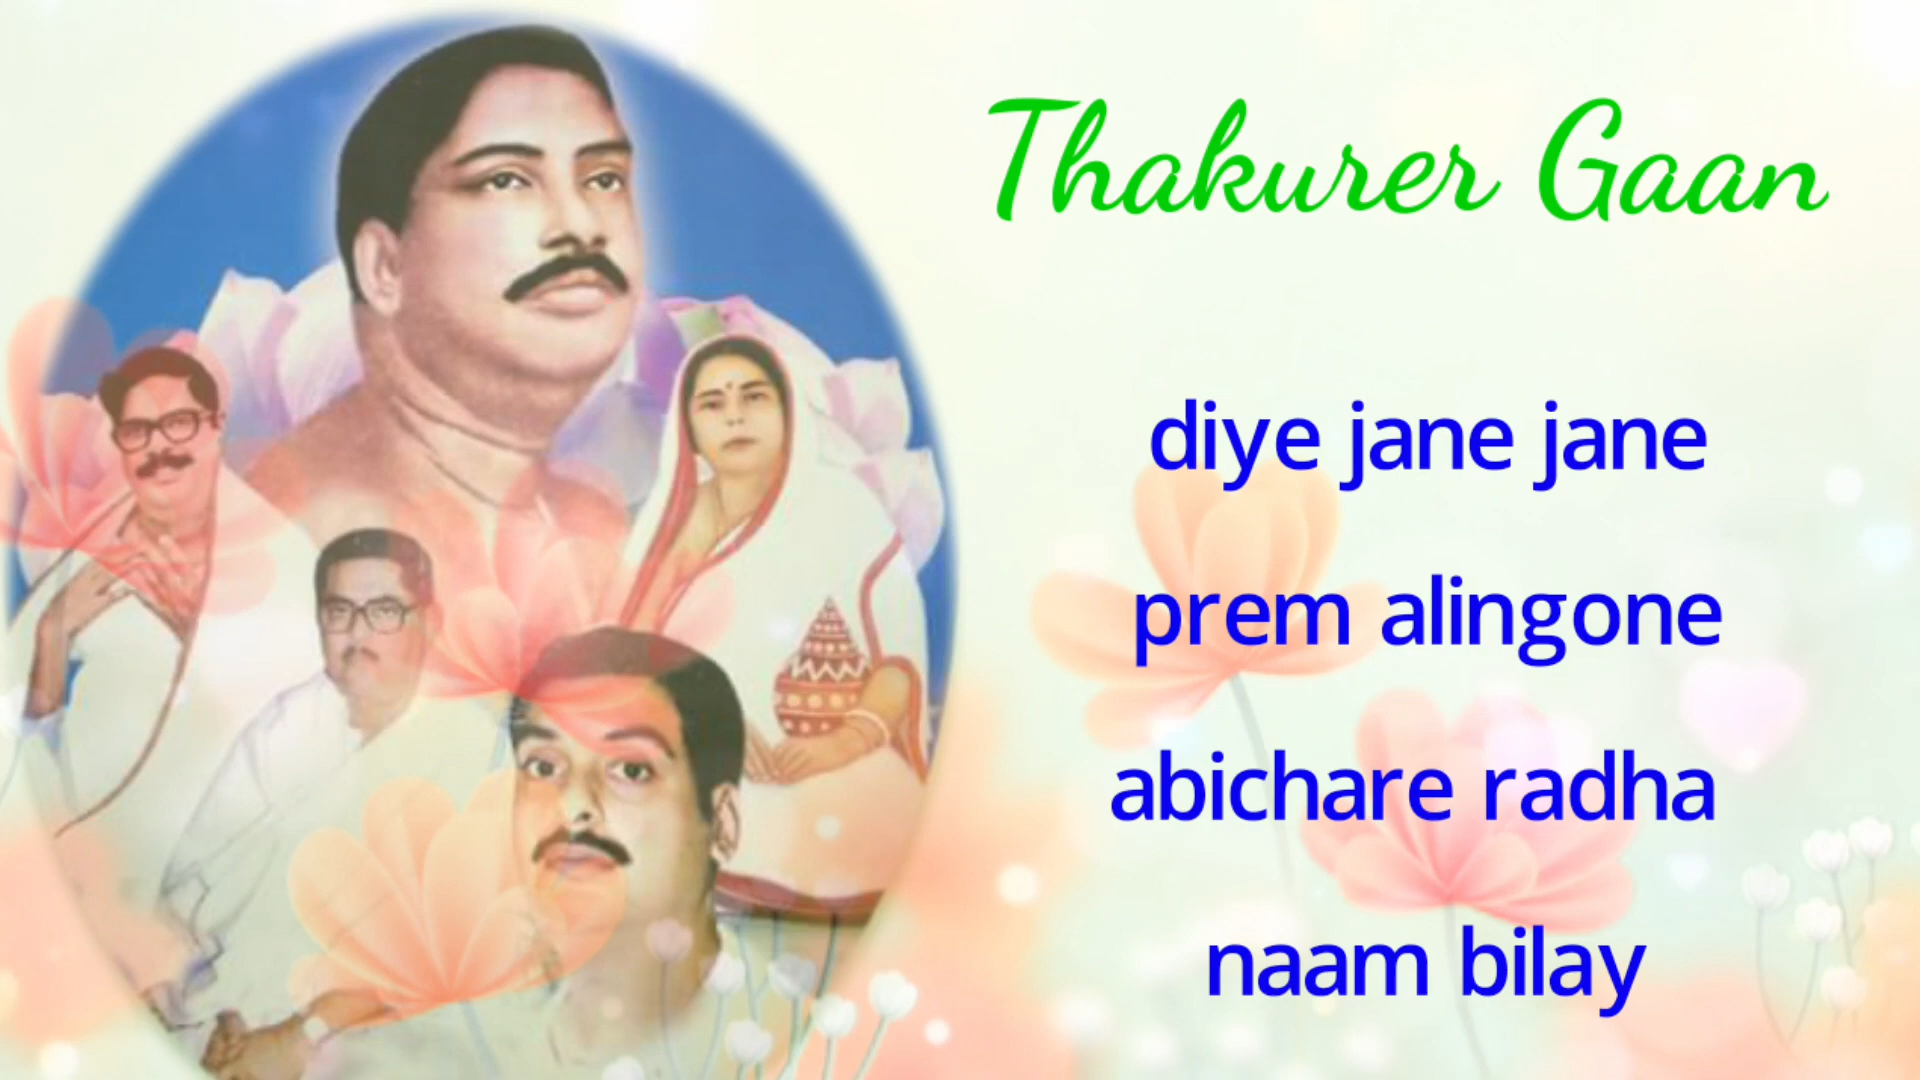 Thakurer Gaan
diye jane jane
prem alingone
abichare radha
naam bilay